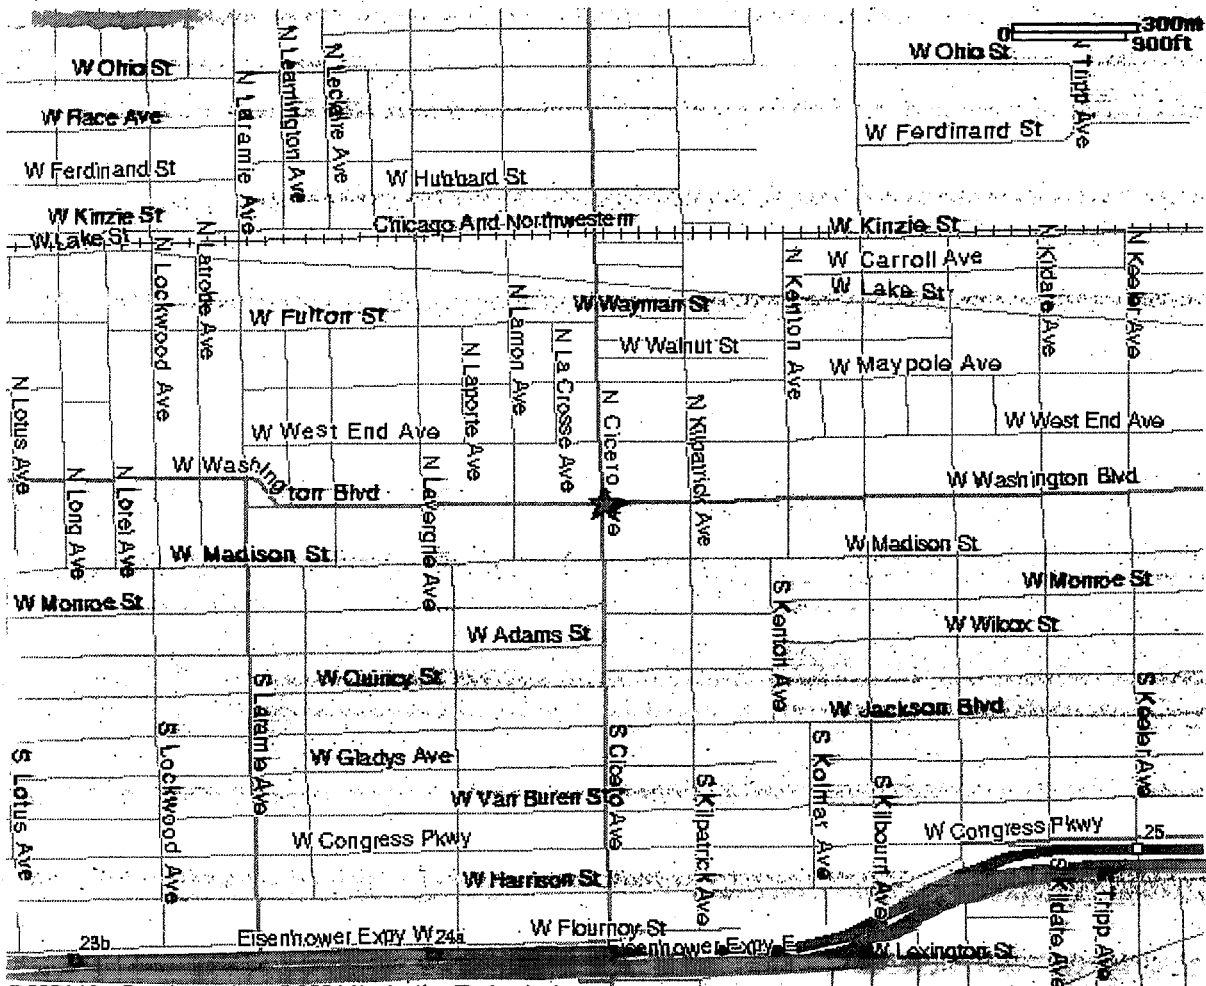 0 300m
900ft
W Ohio St
W Ohio St
N Leamington Ave
N Leclaire Ave
N Tripp Ave
N Laramie Ave
W Race Ave
W Ferdinand St
W Ferdinand St
W Hubbard St
W Kinzie St
Chicago And Northwestern
W Kinzie St
W Lake St
N Latrobe Ave
N Lockwood Ave
N Kenton Ave
W Carroll Ave
W Lake St
N Kildare Ave
N Keeler Ave
W Wayman St
W Fulton St
N Lamon Ave
W Walnut St
N Laporte Ave
N La Crosse Ave
W Maypole Ave
N Lotus Ave
N Cicero Ave
N Kilpatrick Ave
W West End Ave
W West End Ave
W Washington Blvd
W Washington Blvd
N Long Ave
N Lorel Ave
N Lavergne Ave
W Madison St
W Madison St
W Monroe St
W Monroe St
S Kenton Ave
W Adams St
W Wilcox St
W Quincy St
S Laramie Ave
S Keeler Ave
W Jackson Blvd
S Lotus Ave
S Lockwood Ave
W Gladys Ave
S Cicero Ave
S Kolmar Ave
S Kilpatrick Ave
S Kilbourn Ave
W Van Buren St
W Congress Pkwy
W Congress Pkwy
25
W Harrison St
S Kildare Ave
S Tripp Ave
W Flournoy St
23b
Eisenhower Expy W 24a
Eisenhower Expy E
W Lexington St